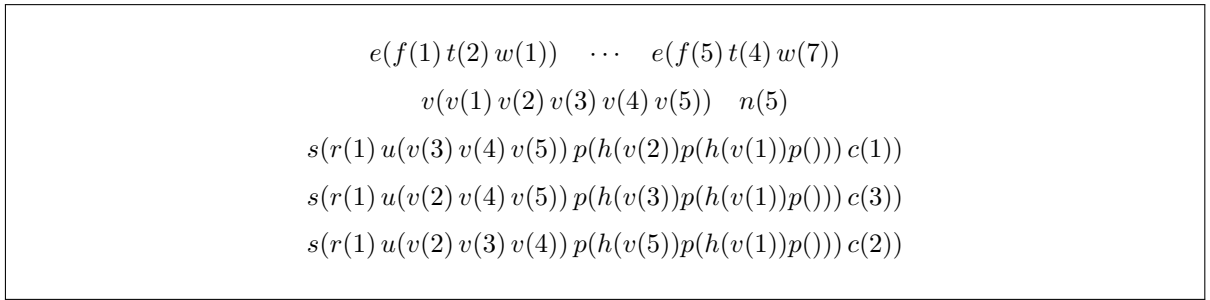 e(f(1) t(2) w(1)) ⋯ e(f(5) t(4) w(7))
v(v(1) v(2) v(3) v(4) v(5)) n(5)
s(r(1) u(v(3) v(4) v(5)) p(h(v(2))p(h(v(1))p())) c(1))
s(r(1) u(v(2) v(4) v(5)) p(h(v(3))p(h(v(1))p())) c(3))
s(r(1) u(v(2) v(3) v(4)) p(h(v(5))p(h(v(1))p())) c(2))